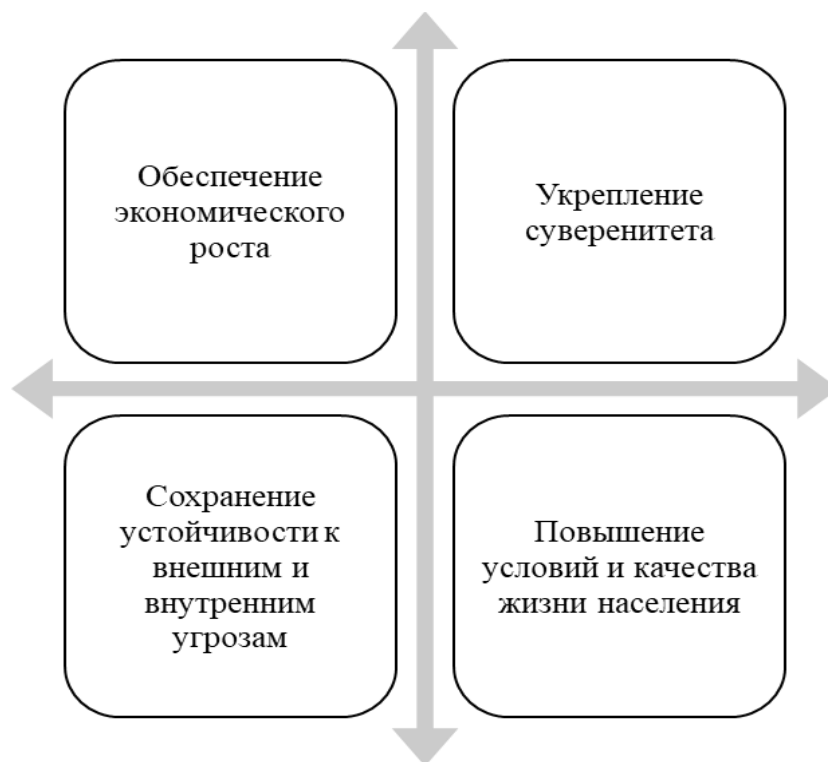 Обеспечение
экономического
роста
Укрепление
суверенитета
Сохранение
устойчивости к
внешним и
внутренним
угрозам
Повышение
условий и качества
жизни населения